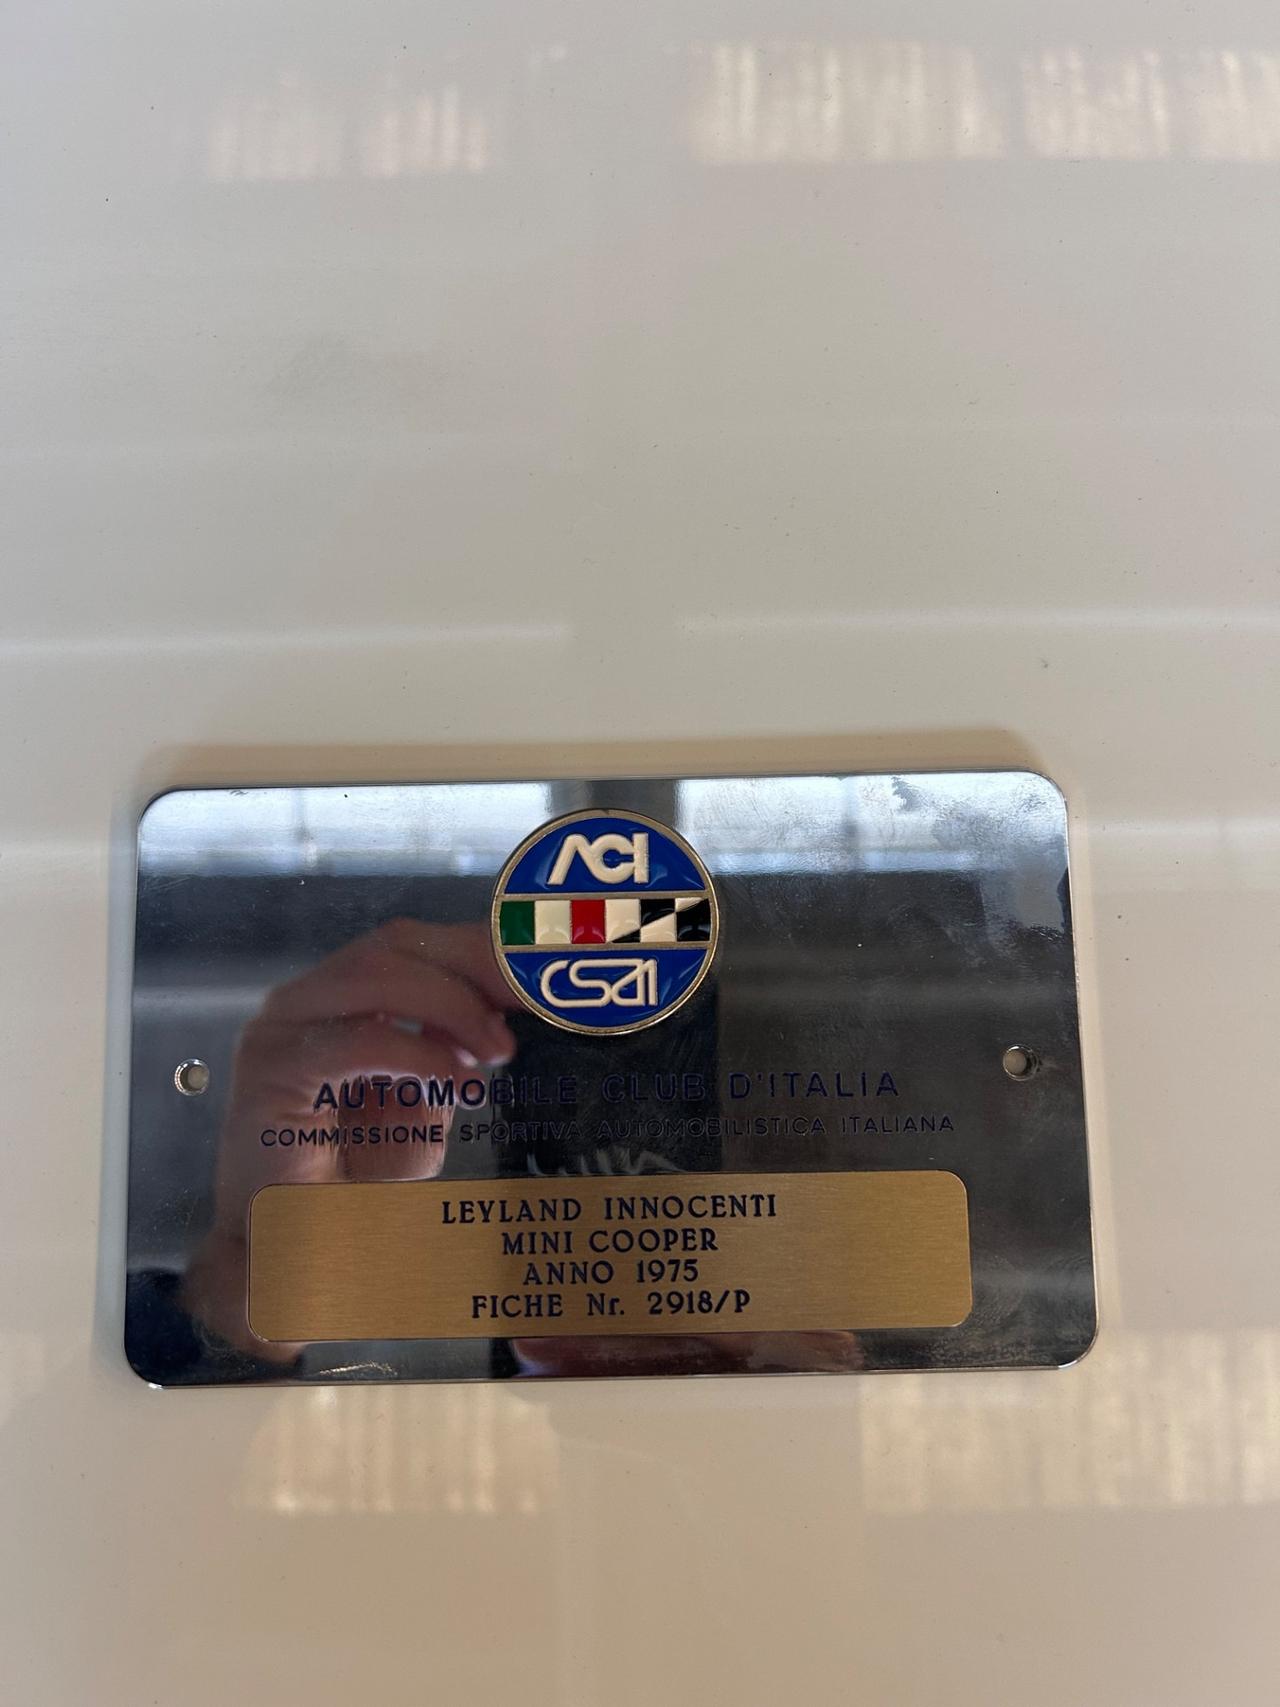 ACI
CSAI
AUTOMOBILE CLUB D'ITALIA
COMMISSIONE SPORTIVA AUTOMOBILISTICA ITALIANA
LEYLAND INNOCENTI
MINI COOPER
ANNO 1975
FICHE Nr. 2918/P